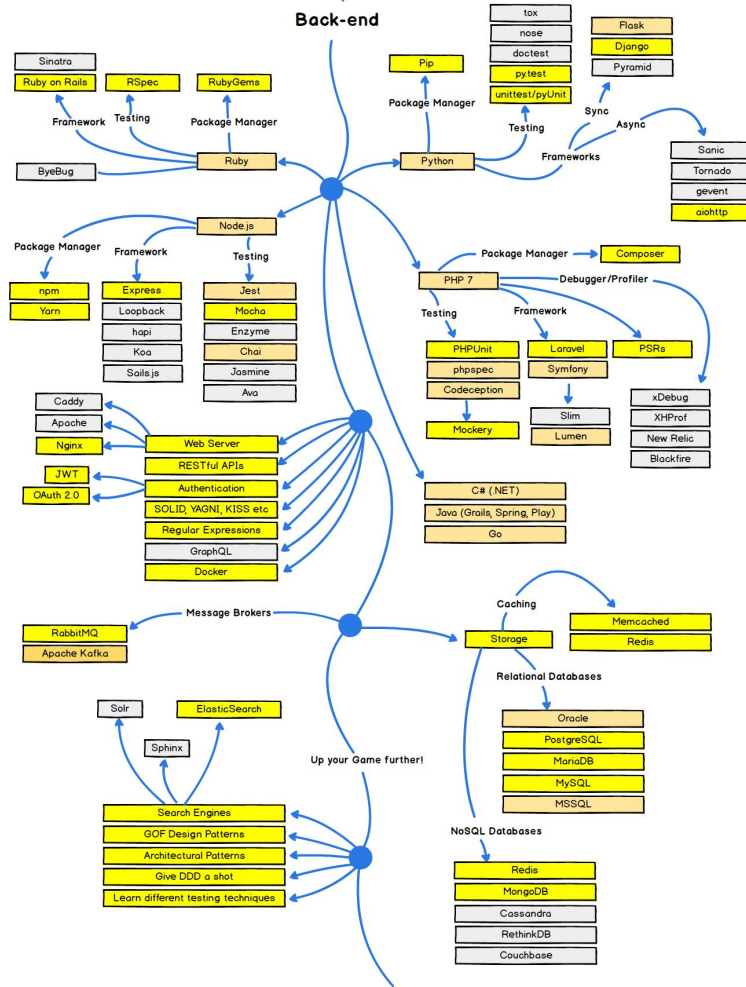 Back-end
Sinatra
Ruby on Rails
RSpec
RubyGems
Framework
Testing
Package Manager
ByeBug
Ruby
tox
nose
doctest
py.test
unittest/pyUnit
Pip
Package Manager
Testing
Python
Flask
Django
Pyramid
Sync
Async
Frameworks
Sanic
Tornado
gevent
aiohttp
Node.js
Package Manager
Framework
Testing
npm
Yarn
Express
Loopback
hapi
Koa
Sails.js
Jest
Mocha
Enzyme
Chai
Jasmine
Ava
PHP 7
Package Manager
Composer
Debugger/Profiler
Testing
Framework
PHPUnit
phpspec
Codeception
Mockery
Laravel
Symfony
Slim
Lumen
PSRs
xDebug
XHProf
New Relic
Blackfire
Caddy
Apache
Nginx
JWT
OAuth 2.0
Web Server
RESTful APIs
Authentication
SOLID, YAGNI, KISS etc
Regular Expressions
GraphQL
Docker
C# (.NET)
Java (Grails, Spring, Play)
Go
Message Brokers
RabbitMQ
Apache Kafka
Storage
Caching
Memcached
Redis
Relational Databases
Oracle
PostgreSQL
MariaDB
MySQL
MSSQL
NoSQL Databases
Redis
MongoDB
Cassandra
RethinkDB
Couchbase
Up your Game further!
Solr
Sphinx
ElasticSearch
Search Engines
GOF Design Patterns
Architectural Patterns
Give DDD a shot
Learn different testing techniques